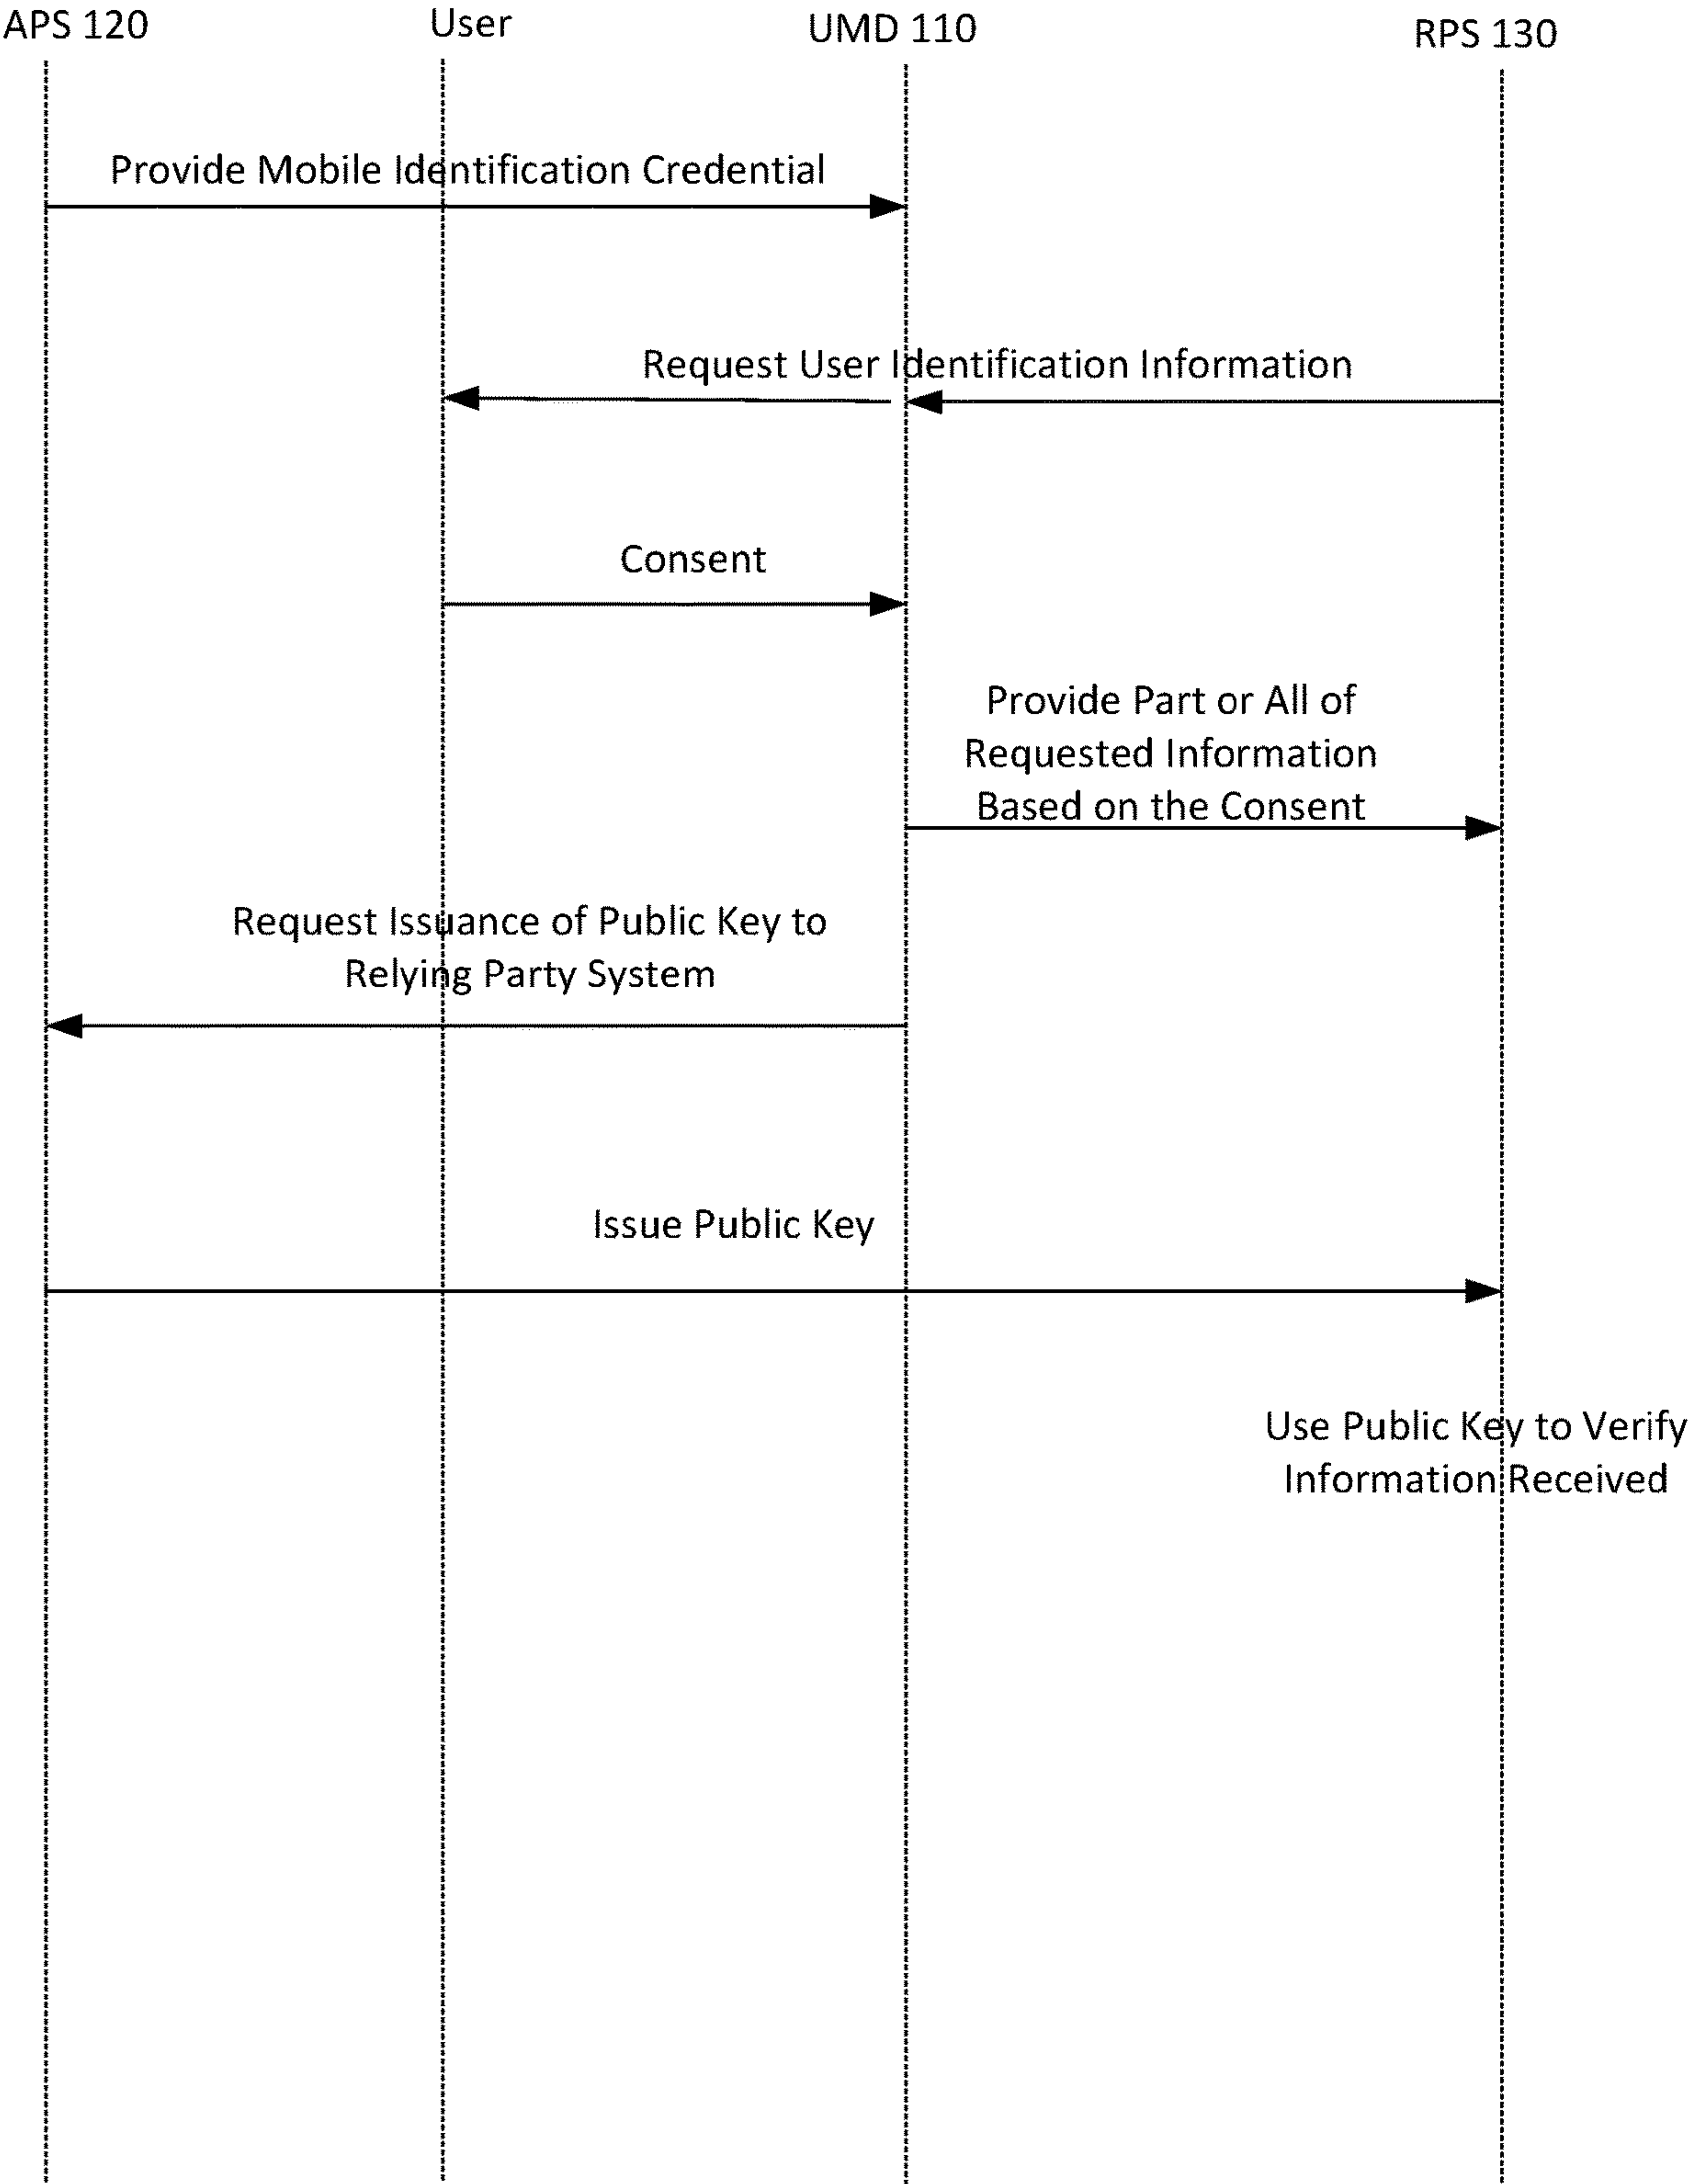 APS 120
User
UMD 110
RPS 130
Provide Mobile Identification Credential
Request User Identification Information
Consent
Provide Part or All of
Requested Information
Based on the Consent
Request Issuance of Public Key to
Relying Party System
Issue Public Key
Use Public Key to Verify
Information Received